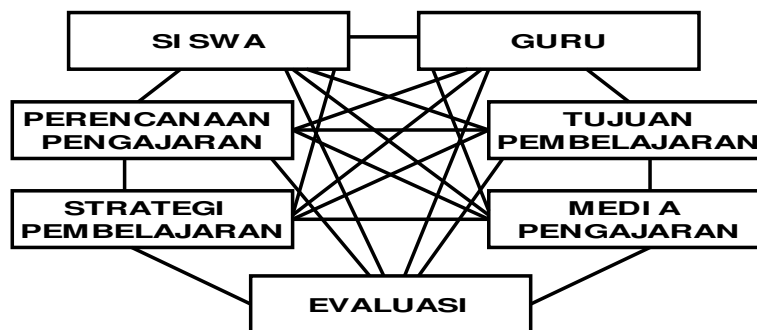 SISWA
GURU
PERENCANAAN
PENGAJARAN
TUJUAN
PEMBELAJARAN
STRATEGI
PEMBELAJARAN
MEDIA
PENGAJARAN
EVALUASI